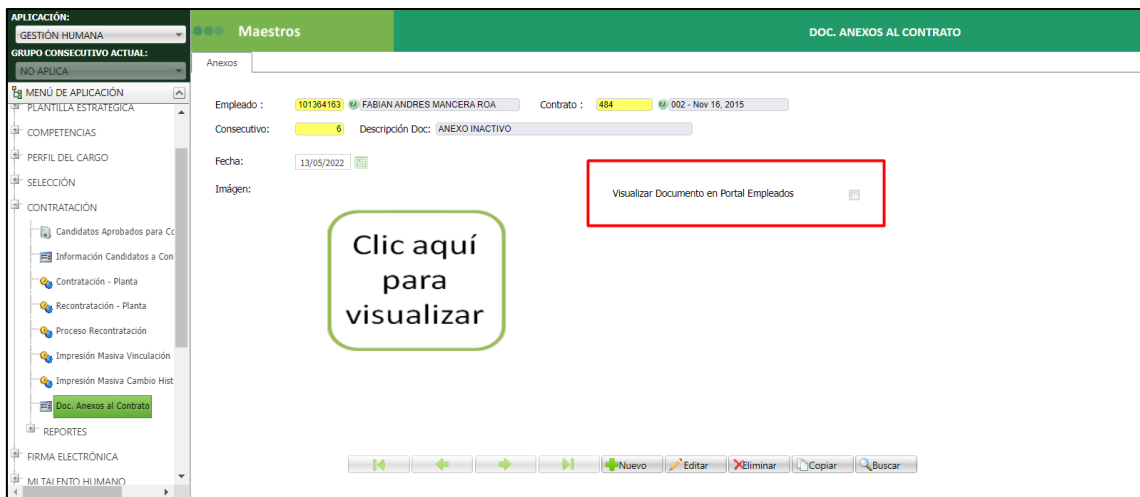 APLICACIÓN:
GESTIÓN HUMANA
GRUPO CONSECUTIVO ACTUAL:
NO APLICA
MENÚ DE APLICACIÓN
PLANTILLA ESTRATEGICA
COMPETENCIAS
PERFIL DEL CARGO
SELECCIÓN
CONTRATACIÓN
Candidatos Aprobados para Co
Información Candidatos a Con
Contratación - Planta
Recontratación - Planta
Proceso Recontratación
Impresión Masiva Vinculación
Impresión Masiva Cambio Hist
Doc. Anexos al Contrato
REPORTES
FIRMA ELECTRÓNICA
MI TALENTO HUMANO
Maestros
DOC. ANEXOS AL CONTRATO
Anexos
Empleado : 101364163 FABIAN ANDRES MANCERA ROA Contrato : 484 002 - Nov 16, 2015
Consecutivo: 6 Descripción Doc: ANEXO INACTIVO
Fecha: 13/05/2022
Imágen:
Visualizar Documento en Portal Empleados
Clic aquí
para
visualizar
Nuevo Editar Eliminar Copiar Buscar